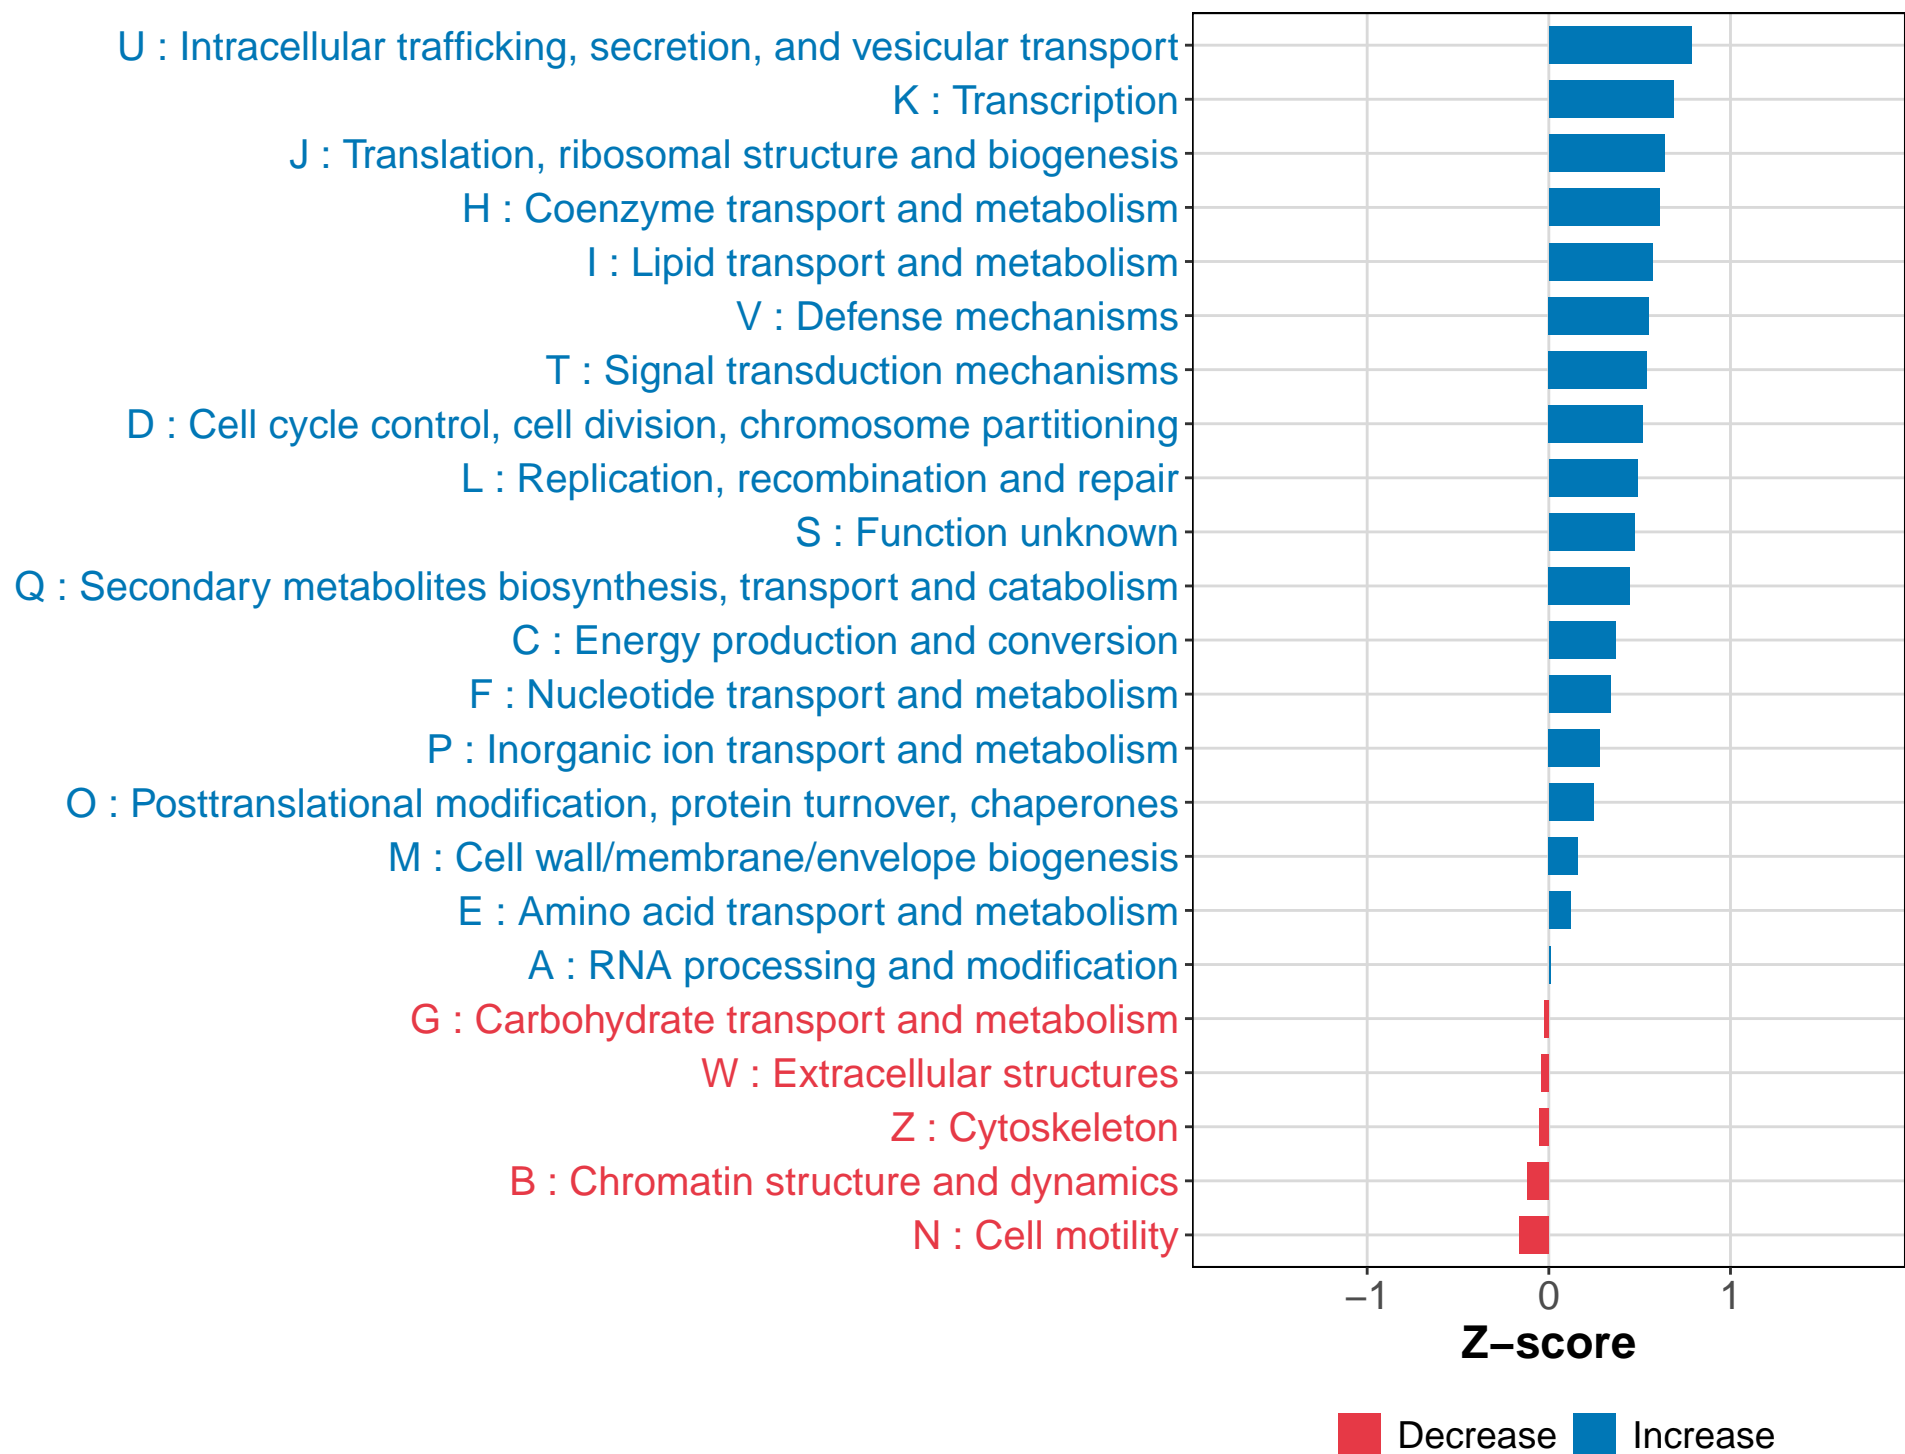 U : Intracellular trafficking, secretion, and vesicular transport
K : Transcription
J : Translation, ribosomal structure and biogenesis
H : Coenzyme transport and metabolism
I : Lipid transport and metabolism
V : Defense mechanisms
T : Signal transduction mechanisms
D : Cell cycle control, cell division, chromosome partitioning
L : Replication, recombination and repair
S : Function unknown
Q : Secondary metabolites biosynthesis, transport and catabolism
C : Energy production and conversion
F : Nucleotide transport and metabolism
P : Inorganic ion transport and metabolism
O : Posttranslational modification, protein turnover, chaperones
M : Cell wall/membrane/envelope biogenesis
E : Amino acid transport and metabolism
A : RNA processing and modification
G : Carbohydrate transport and metabolism
W : Extracellular structures
Z : Cytoskeleton
B : Chromatin structure and dynamics
N : Cell motility
−1 0 1
Z−score
Decrease Increase